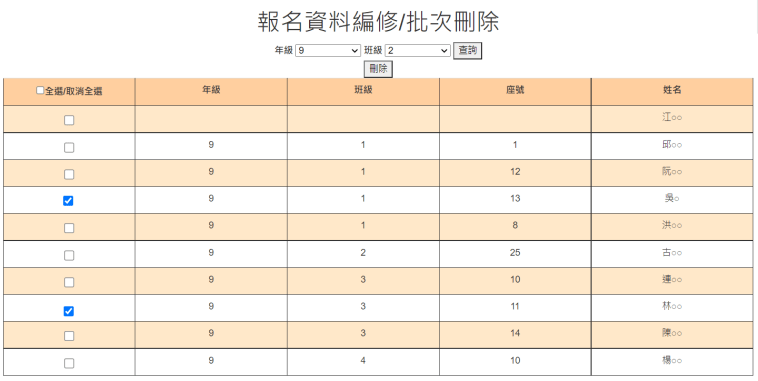 報名資料編修/批次刪除
年級 9 班級 2 查詢
刪除
全選/取消全選 年級 班級 座號 姓名
江○○
9 1 1 邱○○
9 1 12 阮○○
9 1 13 吳○
9 1 8 洪○○
9 2 25 古○○
9 3 10 連○○
9 3 11 林○○
9 3 14 陳○○
9 4 10 楊○○